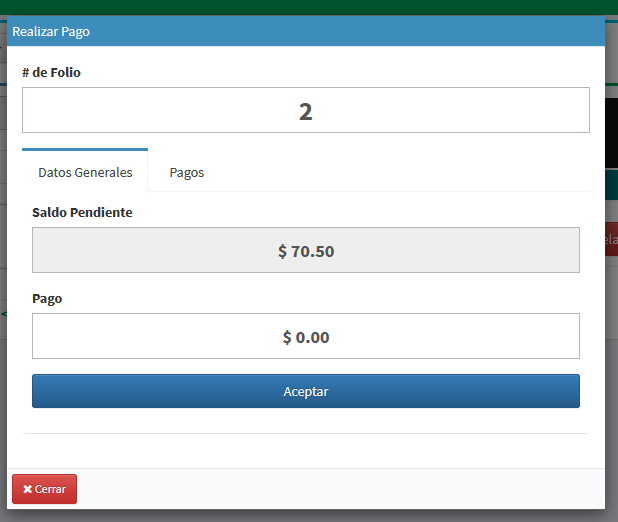 Realizar Pago
# de Folio
2
Datos Generales Pagos
Saldo Pendiente
$ 70.50
Pago
$ 0.00
Aceptar
✖ Cerrar